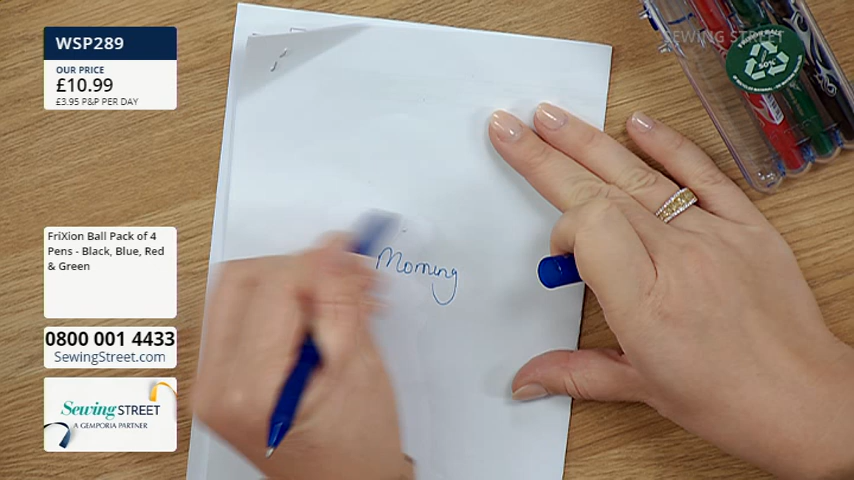 WSP289
OUR PRICE
£10.99
£3.95 P&P PER DAY
FriXion Ball Pack of 4
Pens - Black, Blue, Red
& Green
0800 001 4433
SewingStreet.com
Sewing STREET
A GEMPORIA PARTNER
Morning
SEWING STREET
50%